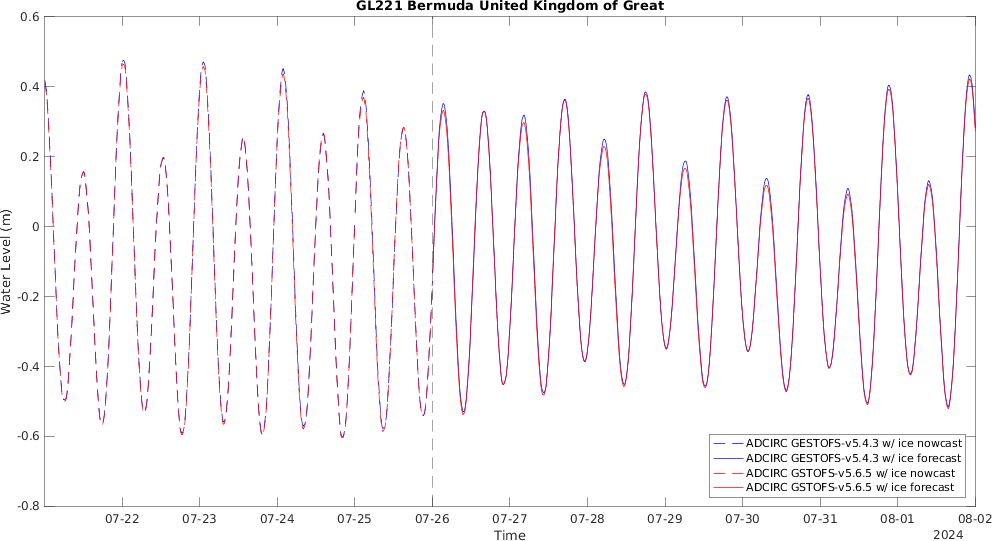 GL221 Bermuda United Kingdom of Great
0.6
0.4
0.2
0
-0.2
-0.4
-0.6
-0.8
Water Level (m)
ADCIRC GESTOFS-v5.4.3 w/ ice nowcast
ADCIRC GESTOFS-v5.4.3 w/ ice forecast
ADCIRC GSTOFS-v5.6.5 w/ ice nowcast
ADCIRC GSTOFS-v5.6.5 w/ ice forecast
07-22 07-23 07-24 07-25 07-26 07-27 07-28 07-29 07-30 07-31 08-01 08-02
Time
2024